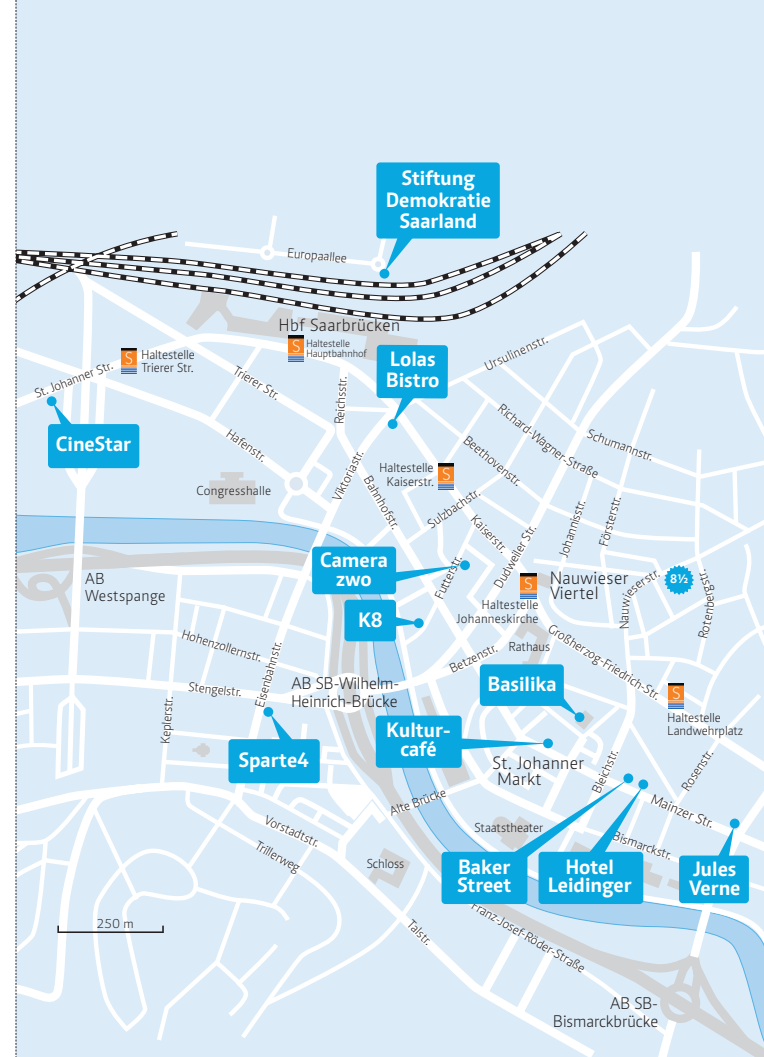 Stiftung
Demokratie
Saarland
Europaallee
Hbf Saarbrücken
S
Haltestelle
Hauptbahnhof
S
Haltestelle
Trierer Str.
St. Johanner Str.
Trierer Str.
Reichsstr.
Lolas
Bistro
Ursulinenstr.
CineStar
Hafenstr.
Richard-Wagner-Straße
Schumannstr.
Beethovenstr.
Congresshalle
Viktoriastr.
Bahnhofstr.
Haltestelle
Kaiserstr.
S
Sulzbachstr.
Kaiserstr.
Dudweiler Str.
Johannisstr.
Försterstr.
Camera
zwo
Futterstr.
AB
Westspange
S
Haltestelle
Johanneskirche
Nauwieser
Viertel
Nauwieserstr.
8½
Rotenbergstr.
K8
Hohenzollernstr.
Betzenstr.
Rathaus
Großherzog-Friedrich-Str.
Stengelstr.
Eisenbahnstr.
Keplerstr.
AB SB-Wilhelm-
Heinrich-Brücke
Basilika
S
Haltestelle
Landwehrplatz
Sparte4
Kultur-
café
St. Johanner
Markt
Bleichstr.
Rosenstr.
Mainzer Str.
Alte Brücke
Staatstheater
Bismarckstr.
Vorstadtstr.
Trillerweg
Schloss
Baker
Street
Hotel
Leidinger
Jules
Verne
250 m
Talstr.
Franz-Josef-Röder-Straße
AB SB-
Bismarckbrücke